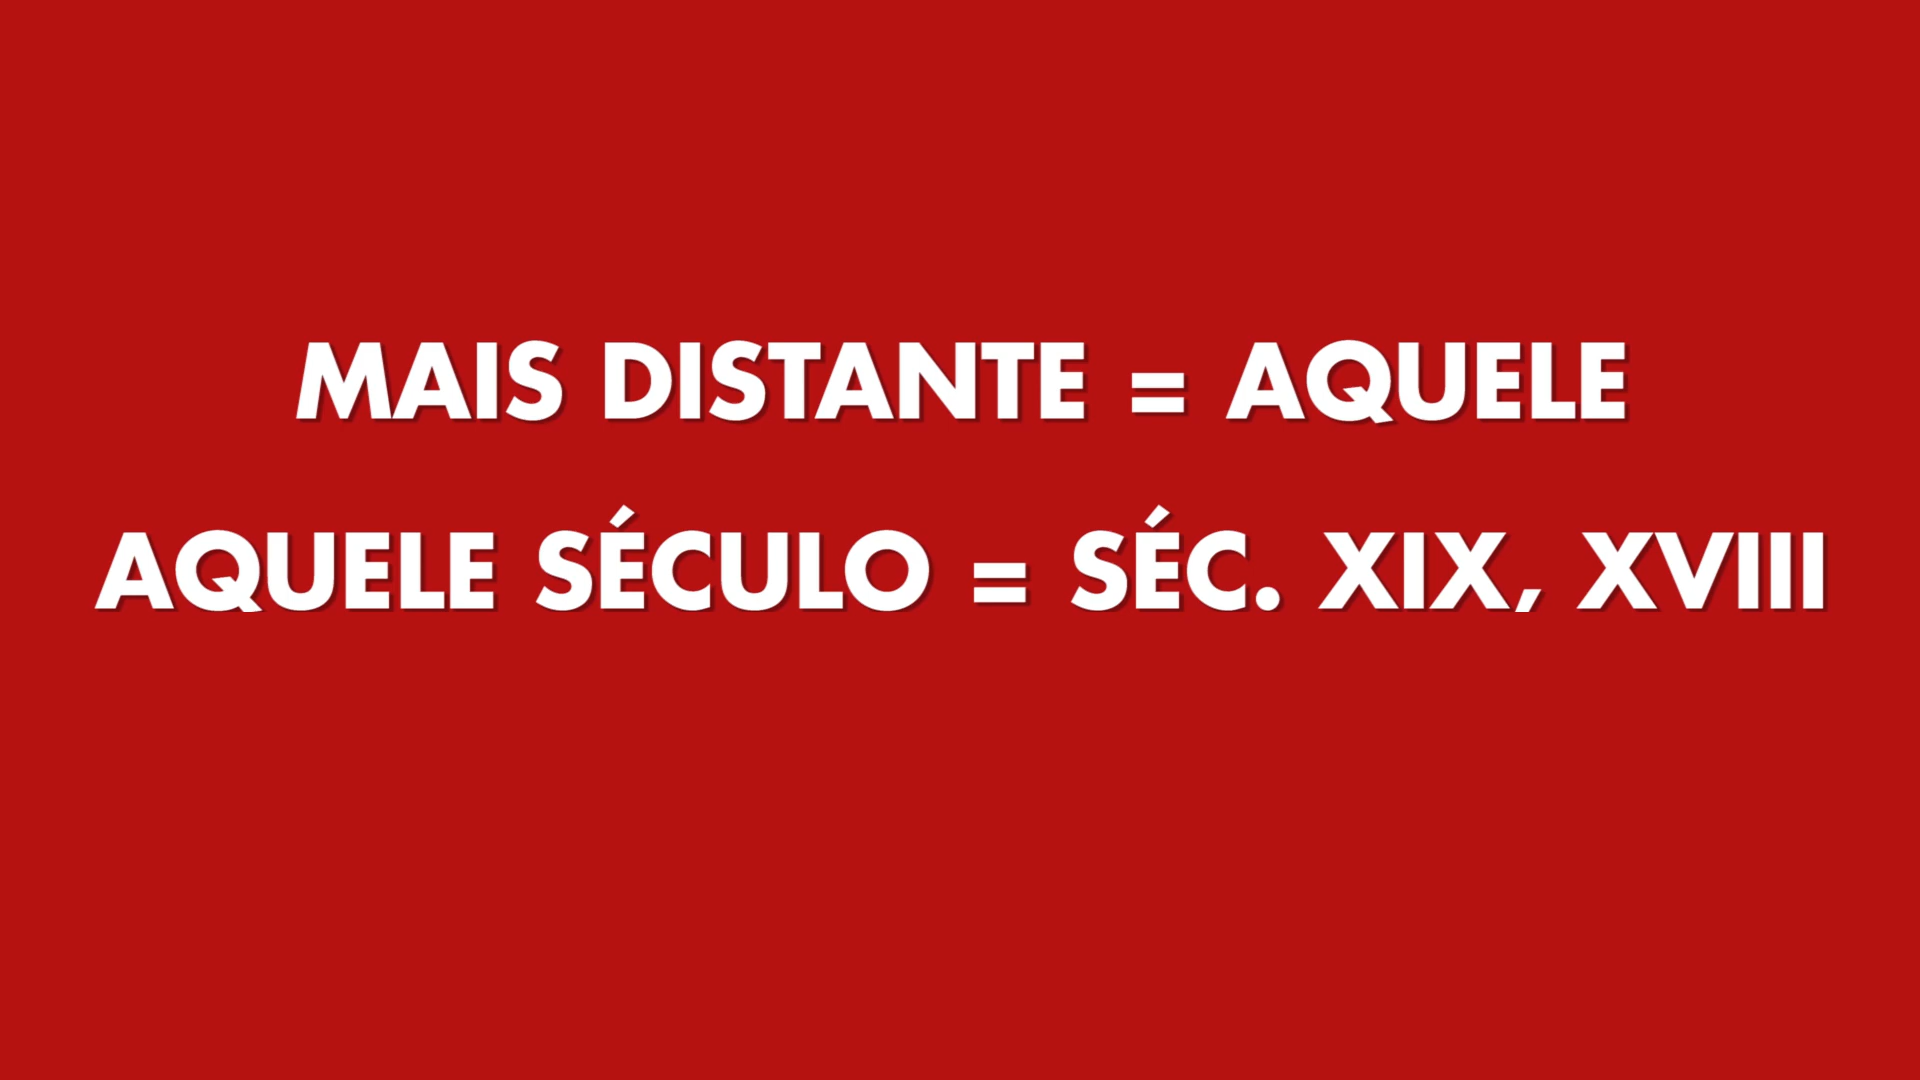 MAIS DISTANTE = AQUELE
AQUELE SÉCULO = SÉC. XIX, XVIII